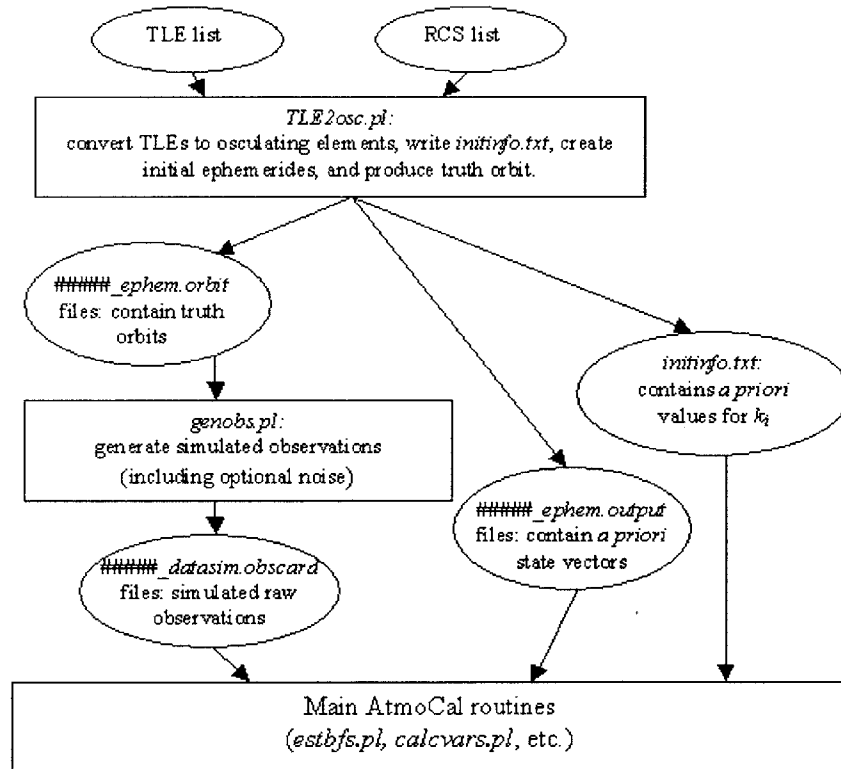 TLE list
RCS list
TLE2osc.pl:
convert TLEs to osculating elements, write initinfo.txt, create
initial ephemerides, and produce truth orbit.
#####_ephem.orbit
files: contain truth
orbits
initinfo.txt:
contains a priori
values for kᵢ
genobs.pl:
generate simulated observations
(including optional noise)
#####_ephem.output
files: contain a priori
state vectors
#####_datasim.obscard
files: simulated raw
observations
Main AtmoCal routines
(estbfs.pl, calcvars.pl, etc.)